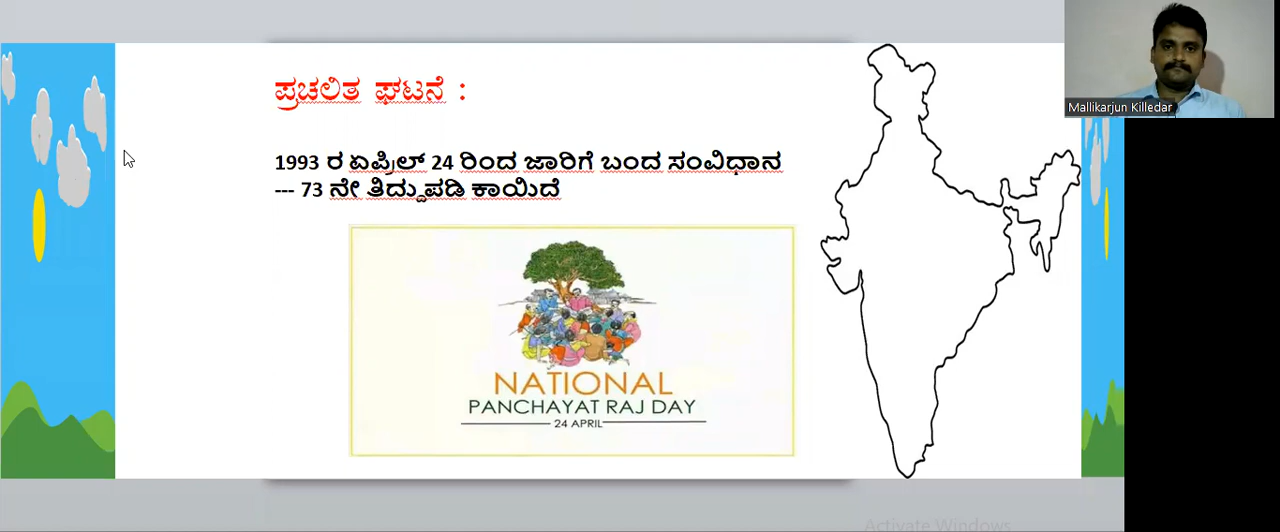 ಪ್ರಚಲಿತ ಘಟನೆ :
1993 ರ ಏಪ್ರಿಲ್ 24 ರಿಂದ ಜಾರಿಗೆ ಬಂದ ಸಂವಿಧಾನ
--- 73 ನೇ ತಿದ್ದುಪಡಿ ಕಾಯಿದೆ
NATIONAL
PANCHAYAT RAJ DAY
24 APRIL
Mallikarjun Killedar
Activate Windows